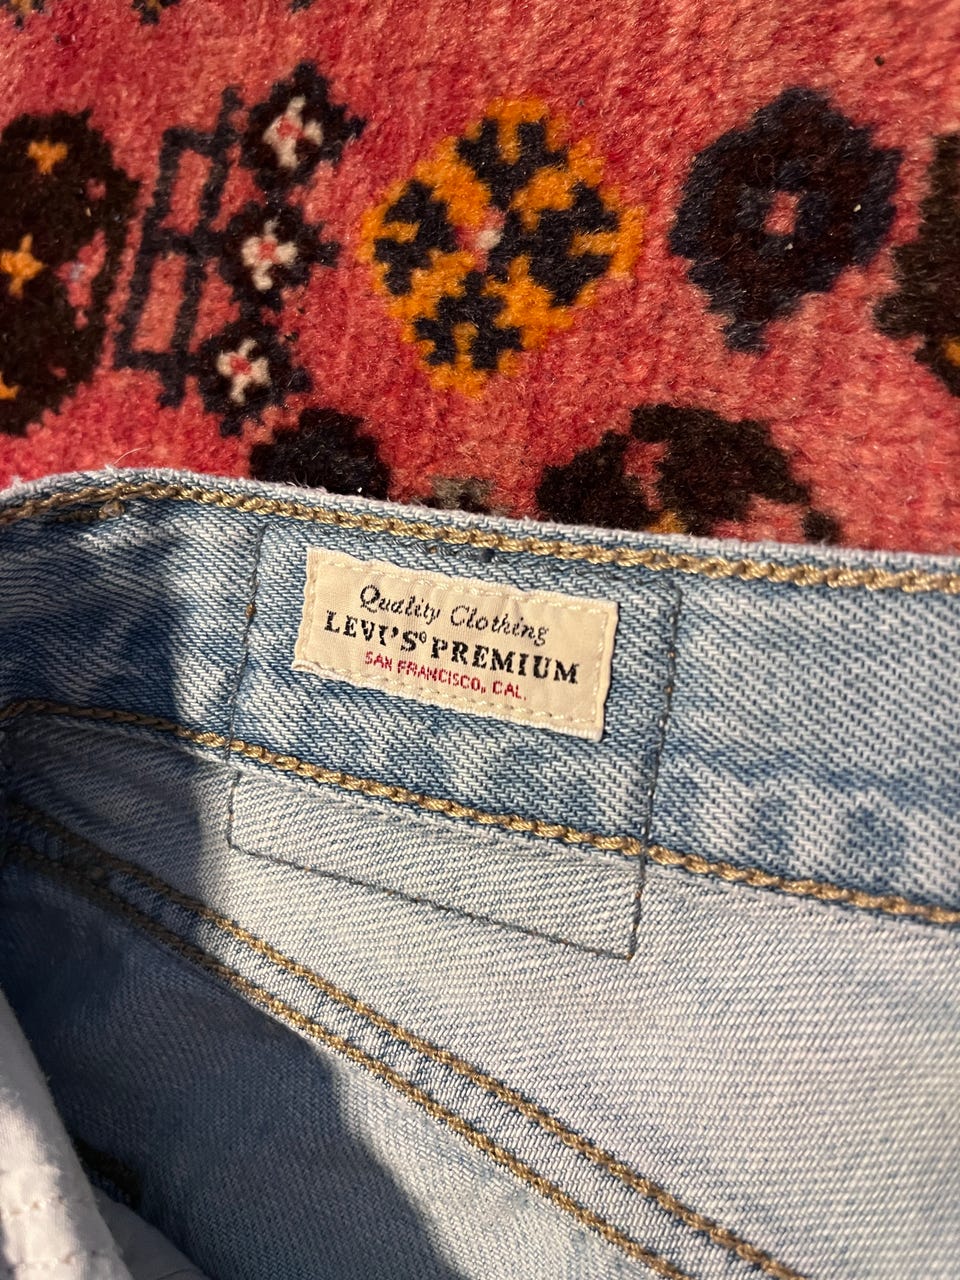 Quality Clothing
LEVI'S® PREMIUM
SAN FRANCISCO, CAL.